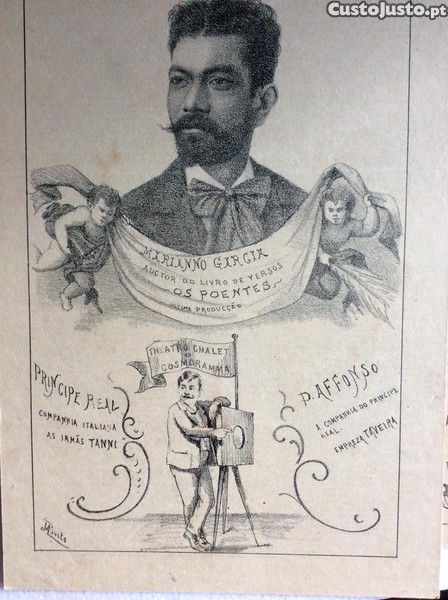 CustoJusto.pt
MARIANNO GARCIA
AUCTOR DO LIVRO DE VERSOS
OS POENTES
ULTIMA PRODUCÇÃO
THEATRO CHALET
O
COSMORAMMA
PRINCIPE REAL
COMPANHIA ITALIANA
AS IRMÃS TANNI
D. AFFONSO
A COMPANHIA DO PRINCIPE
REAL.
EMPREZA TAVEIRA